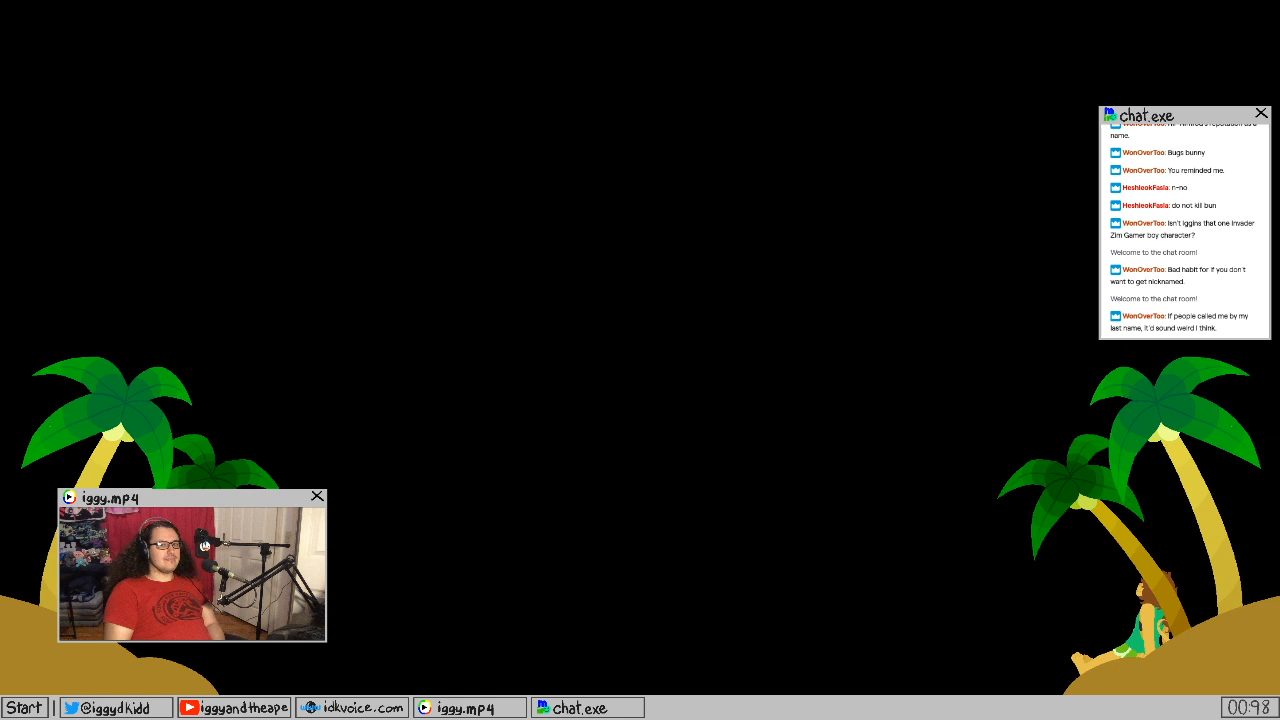 chat.exe
name.
WonOverToo: Bugs bunny
WonOverToo: You reminded me.
HeshleokFasla: n-no
HeshleokFasla: do not kill bun
WonOverToo: Isn't Iggins that one Invader
Zim Gamer boy character?
Welcome to the chat room!
WonOverToo: Bad habit for if you don't
want to get nicknamed.
Welcome to the chat room!
WonOverToo: If people called me by my
last name, it'd sound weird I think.
iggy.mp4
Start | @iggydkidd iggyandtheape idkvoice.com iggy.mp4 chat.exe 00:98